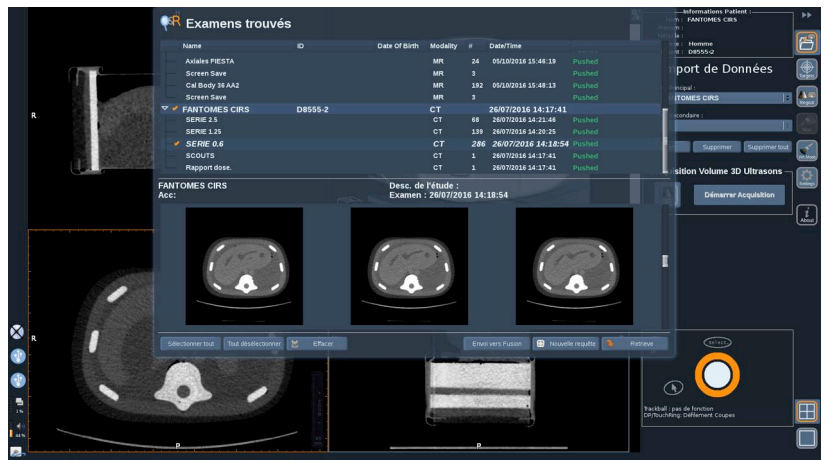 Examens trouvés
Name ID Date Of Birth Modality # Date/Time
Axiales FIESTA MR 24 05/10/2016 15:46:19 Pushed
Screen Save MR 3 Pushed
Cal Body 36 AA2 MR 192 05/10/2016 15:48:13 Pushed
Screen Save MR 3 Pushed
FANTOMES CIRS D8555-2 CT 26/07/2016 14:17:41
SERIE 2.5 CT 68 26/07/2016 14:21:46 Pushed
SERIE 1.25 CT 139 26/07/2016 14:20:25 Pushed
SERIE 0.6 CT 286 26/07/2016 14:18:54 Pushed
SCOUTS CT 1 26/07/2016 14:17:41 Pushed
Rapport dose. CT 1 26/07/2016 14:17:41 Pushed
FANTOMES CIRS Desc. de l'étude :
Acc: Examen : 26/07/2016 14:18:54
Sélectionner tout Tout désélectionner Effacer Envoi vers Fusion Nouvelle requête Retrieve
Informations Patient :
FANTOMES CIRS
Homme
D8555-2
port de Données
ncipal :
TOMES CIRS
condaire :
Supprimer Supprimer tout
sition Volume 3D Ultrasons
Démarrer Acquisition
Targets
Settings
About
R
R
P
P
Select
Trackball : pas de fonction
DP/TouchRing: Défilement Coupes
1%
44%